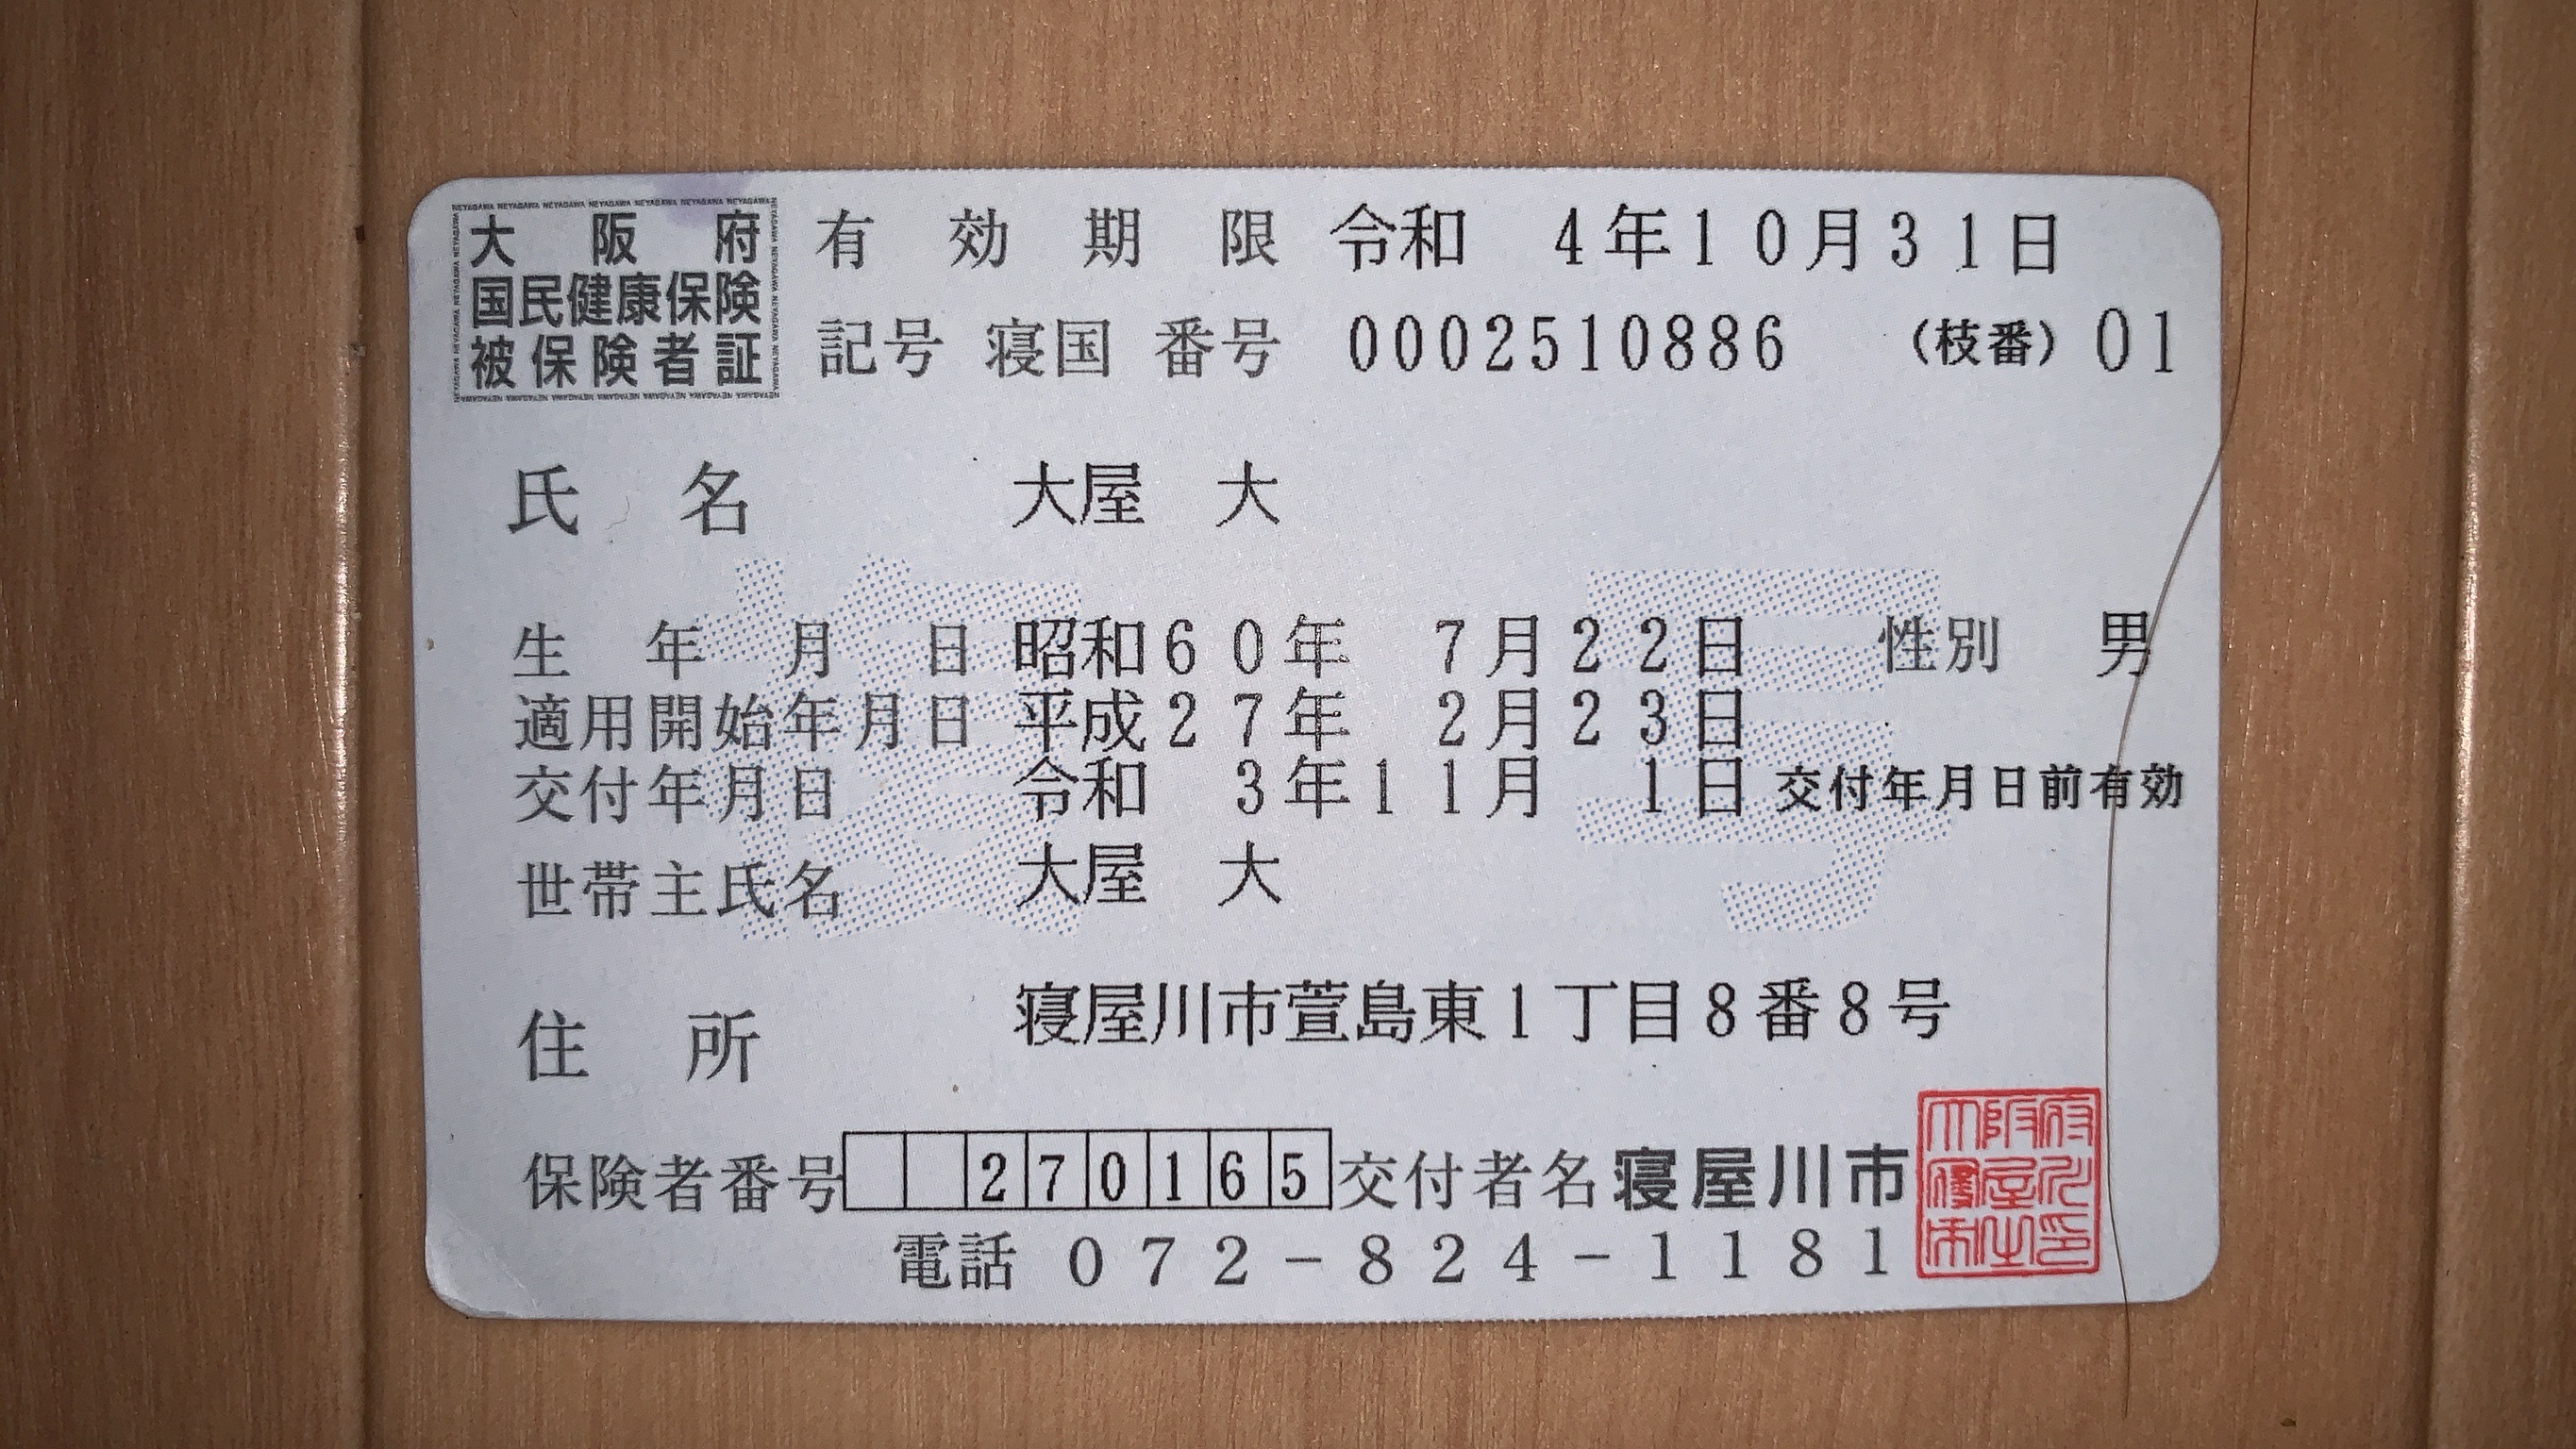 大阪府
国民健康保険
被保険者証
有効期限 令和 4年10月31日
記号 寝国 番号 0002510886 (枝番) 01
氏名 大屋 大
生年月日 昭和60年 7月22日 性別 男
適用開始年月日 平成27年 2月23日
交付年月日 令和 3年11月 1日 交付年月日前有効
世帯主氏名 大屋 大
住所 寝屋川市萱島東1丁目8番8号
保険者番号 270165 交付者名 寝屋川市
電話 072-824-1181